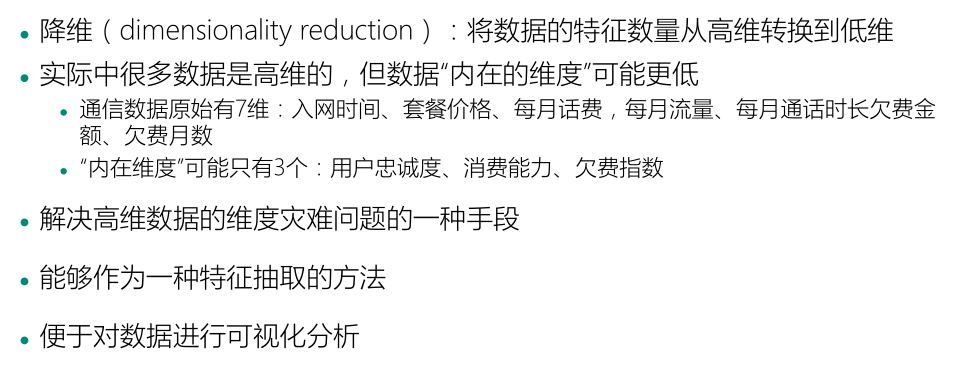 降维（dimensionality reduction）：将数据的特征数量从高维转换到低维
实际中很多数据是高维的，但数据“内在的维度”可能更低
通信数据原始有7维：入网时间、套餐价格、每月话费，每月流量、每月通话时长欠费金
额、欠费月数
“内在维度”可能只有3个：用户忠诚度、消费能力、欠费指数
解决高维数据的维度灾难问题的一种手段
能够作为一种特征抽取的方法
便于对数据进行可视化分析